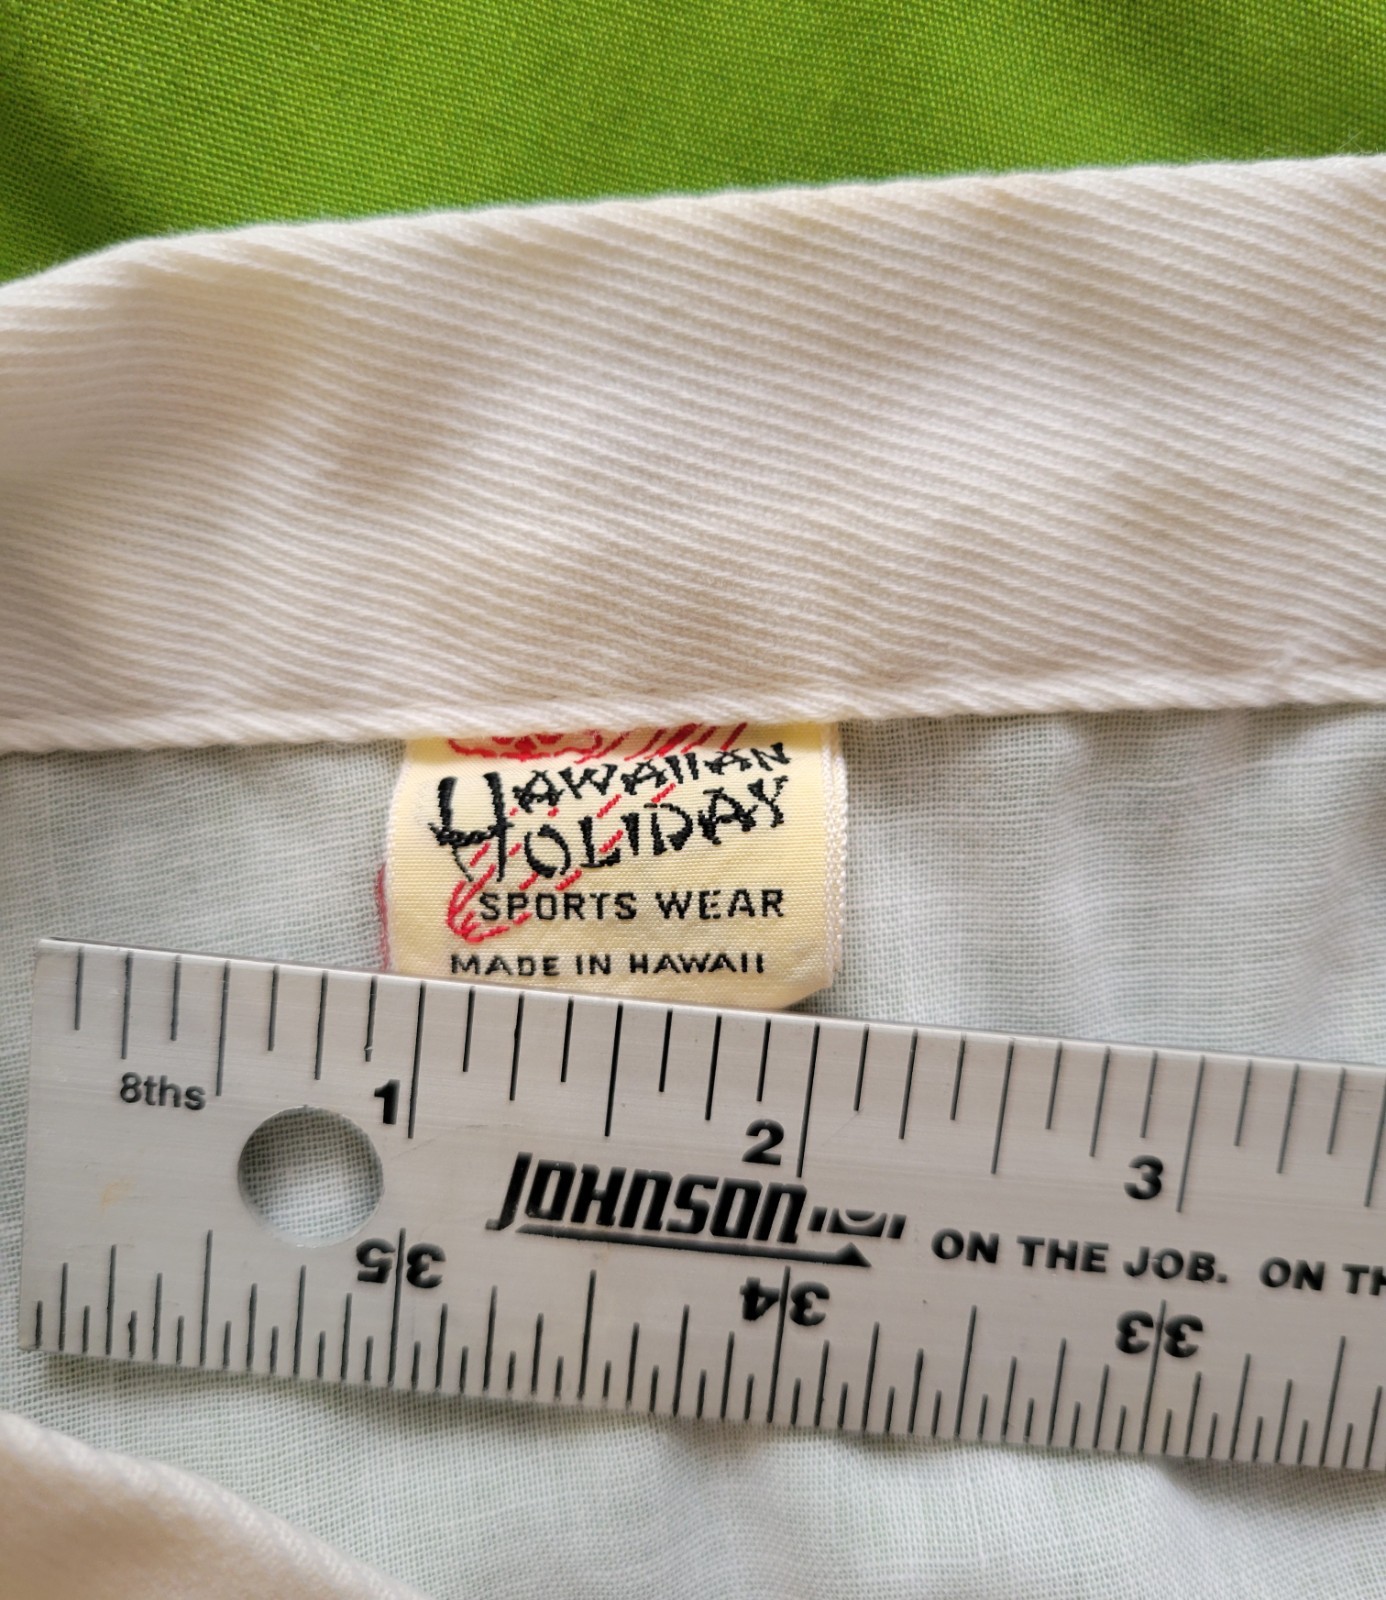 HAWAIIAN
HOLIDAY
SPORTS WEAR
MADE IN HAWAII
8ths
1 2 3
JOHNSON
ON THE JOB. ON TH
35 34 33